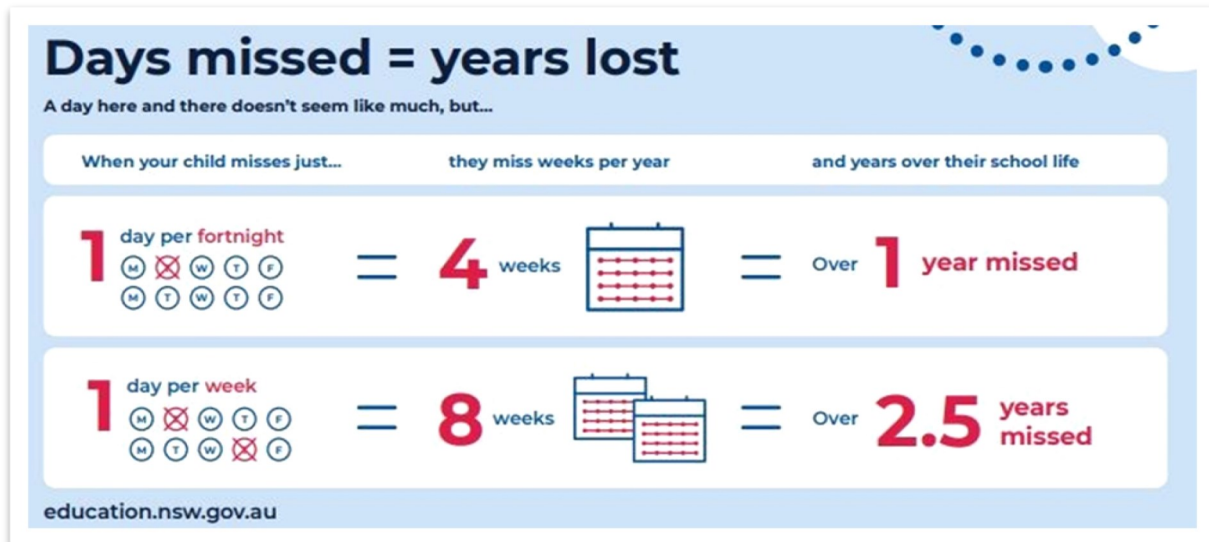 Days missed = years lost
A day here and there doesn't seem like much, but...
When your child misses just... they miss weeks per year and years over their school life
1 day per fortnight
M T W T F
M T W T F
= 4 weeks = Over 1 year missed
1 day per week
M T W T F
M T W T F
= 8 weeks = Over 2.5 years missed
education.nsw.gov.au